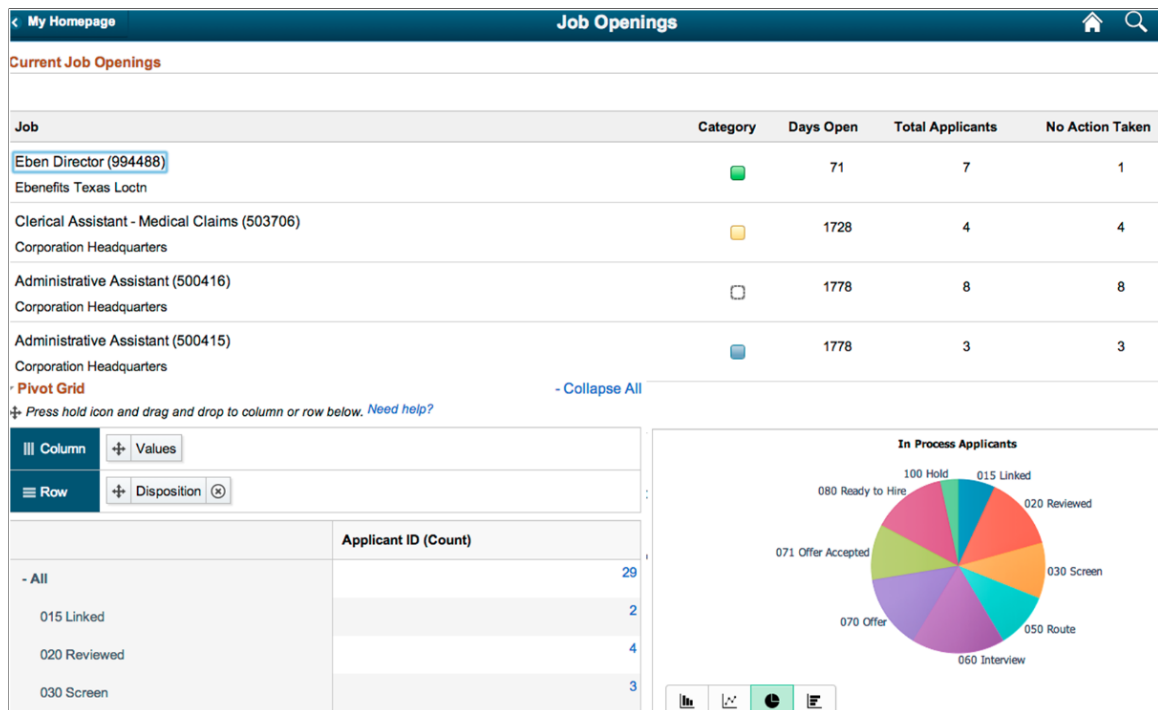 My Homepage
Job Openings
Current Job Openings
Job Category Days Open Total Applicants No Action Taken
Eben Director (994488) 71 7 1
Ebenefits Texas Loctn
Clerical Assistant - Medical Claims (503706) 1728 4 4
Corporation Headquarters
Administrative Assistant (500416) 1778 8 8
Corporation Headquarters
Administrative Assistant (500415) 1778 3 3
Corporation Headquarters
Pivot Grid - Collapse All
Press hold icon and drag and drop to column or row below. Need help?
Column Values
Row Disposition
Applicant ID (Count)
- All 29
015 Linked 2
020 Reviewed 4
030 Screen 3
In Process Applicants
100 Hold
015 Linked
080 Ready to Hire
020 Reviewed
071 Offer Accepted
030 Screen
070 Offer
050 Route
060 Interview